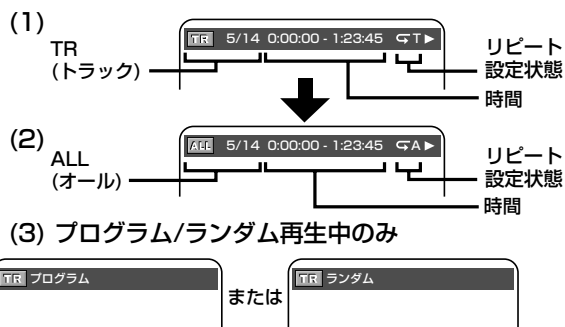 (1)
TR
(トラック)
TR 5/14 0:00:00 - 1:23:45 T
リピート
設定状態
時間
(2)
ALL
(オール)
ALL 5/14 0:00:00 - 1:23:45 A
リピート
設定状態
時間
(3) プログラム/ランダム再生中のみ
TR プログラム
または
TR ランダム